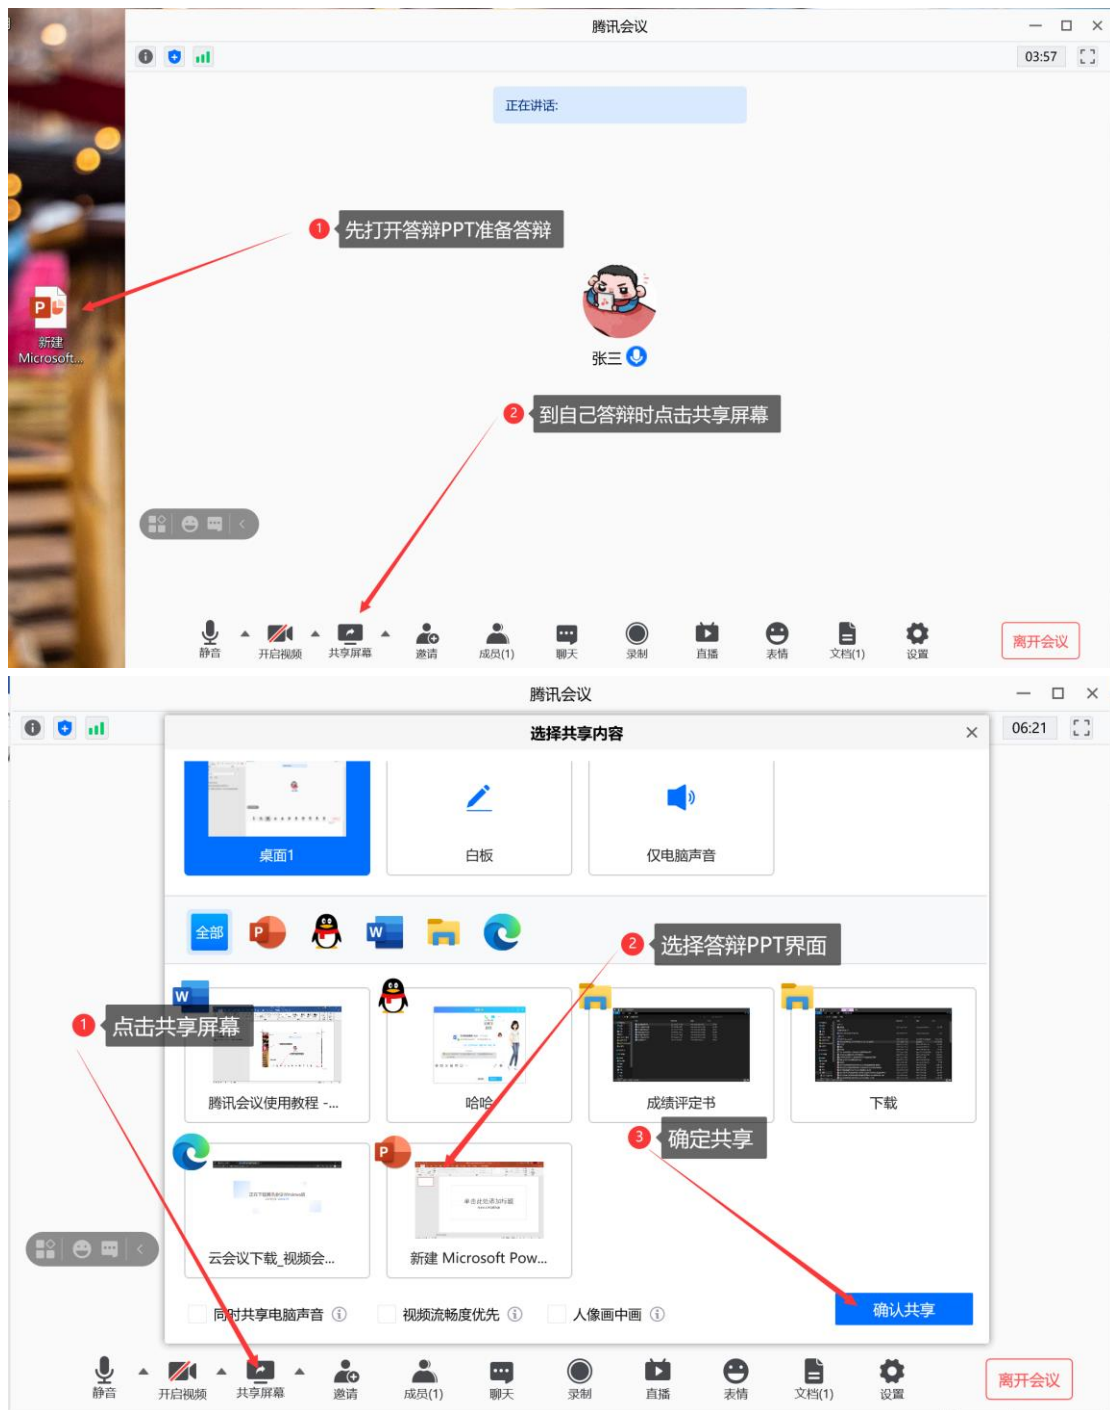 腾讯会议
03:57
正在讲话:
1 先打开答辩PPT准备答辩
新建
Microsoft...
张三
2 到自己答辩时点击共享屏幕
静音 开启视频 共享屏幕 邀请 成员(1) 聊天 录制 直播 表情 文档(1) 设置 离开会议
腾讯会议
06:21
选择共享内容
桌面1 白板 仅电脑声音
全部
2 选择答辩PPT界面
1 点击共享屏幕
腾讯会议使用教程 -... 哈哈 成绩评定书 下载
3 确定共享
单击此处添加标题
云会议下载_视频会... 新建 Microsoft Pow...
同时共享电脑声音 视频流畅度优先 人像画中画 确认共享
静音 开启视频 共享屏幕 邀请 成员(1) 聊天 录制 直播 表情 文档(1) 设置 离开会议